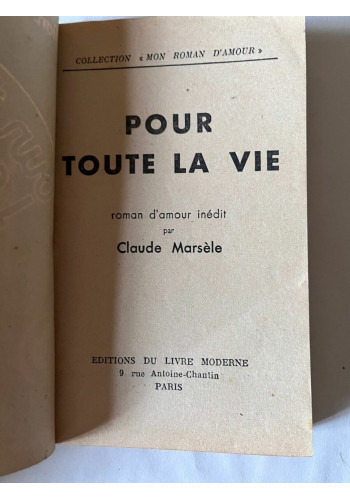 COLLECTION « MON ROMAN D'AMOUR »
POUR
TOUTE LA VIE
roman d'amour inédit
par
Claude Marsèle
EDITIONS DU LIVRE MODERNE
9 rue Antoine-Chantin
PARIS